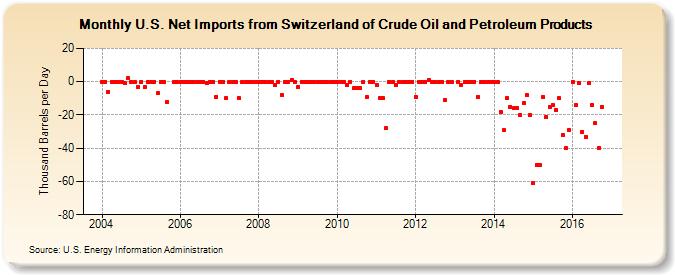 Monthly U.S. Net Imports from Switzerland of Crude Oil and Petroleum Products
Thousand Barrels per Day
20
0
-20
-40
-60
-80
2004 2006 2008 2010 2012 2014 2016
Source: U.S. Energy Information Administration